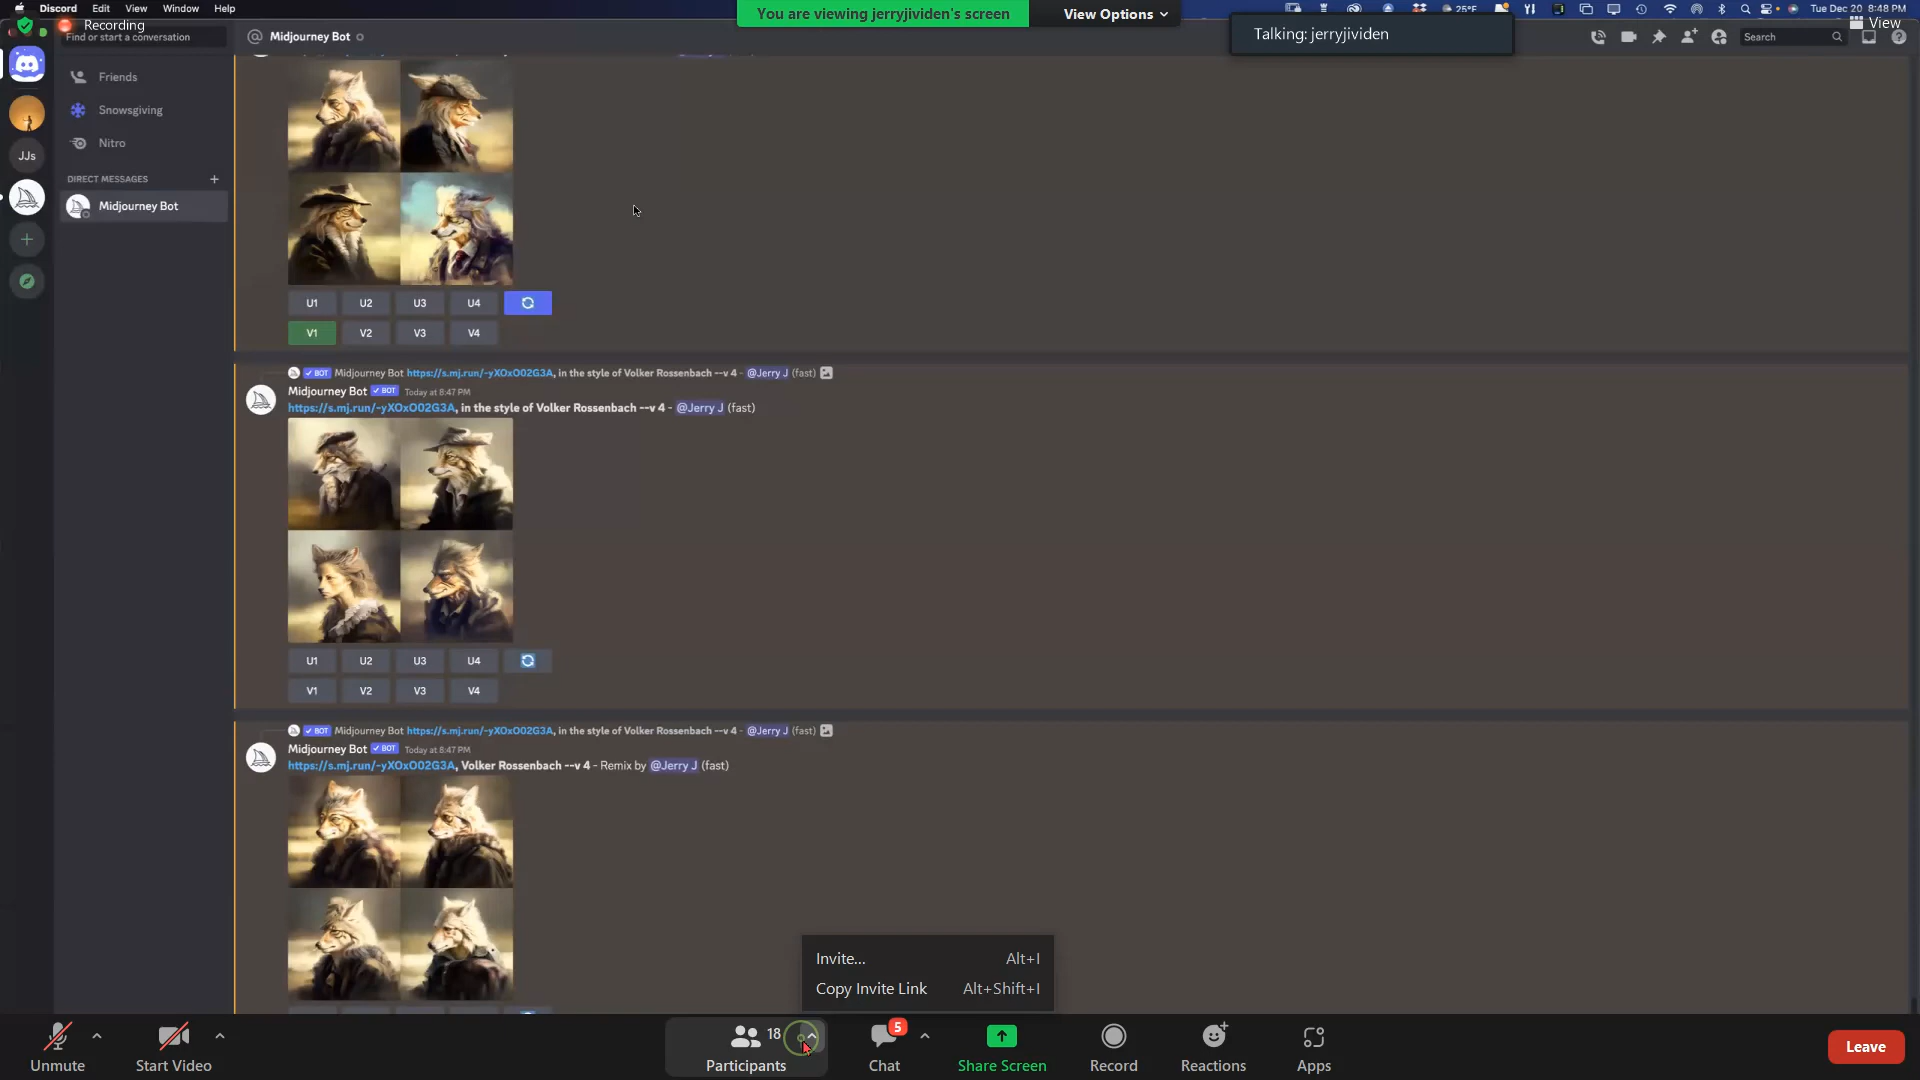 Discord Edit View Window Help
You are viewing jerryjividen's screen
View Options
25°F
Tue Dec 20 8:48 PM
Recording
View
Talking: jerryjividen
Find or start a conversation
Midjourney Bot
Search
Friends
Snowsgiving
Nitro
JJs
DIRECT MESSAGES +
Midjourney Bot
U1 U2 U3 U4
V1 V2 V3 V4
BOT Midjourney Bot https://s.mj.run/-yXOxO02G3A, in the style of Volker Rossenbach --v 4 - @Jerry J (fast)
Midjourney Bot BOT Today at 8:47 PM
https://s.mj.run/-yXOxO02G3A, in the style of Volker Rossenbach --v 4 - @Jerry J (fast)
U1 U2 U3 U4
V1 V2 V3 V4
BOT Midjourney Bot https://s.mj.run/-yXOxO02G3A, in the style of Volker Rossenbach --v 4 - @Jerry J (fast)
Midjourney Bot BOT Today at 8:47 PM
https://s.mj.run/-yXOxO02G3A, Volker Rossenbach --v 4 - Remix by @Jerry J (fast)
Invite... Alt+I
Copy Invite Link Alt+Shift+I
18
5
Unmute
Start Video
Participants
Chat
Share Screen
Record
Reactions
Apps
Leave